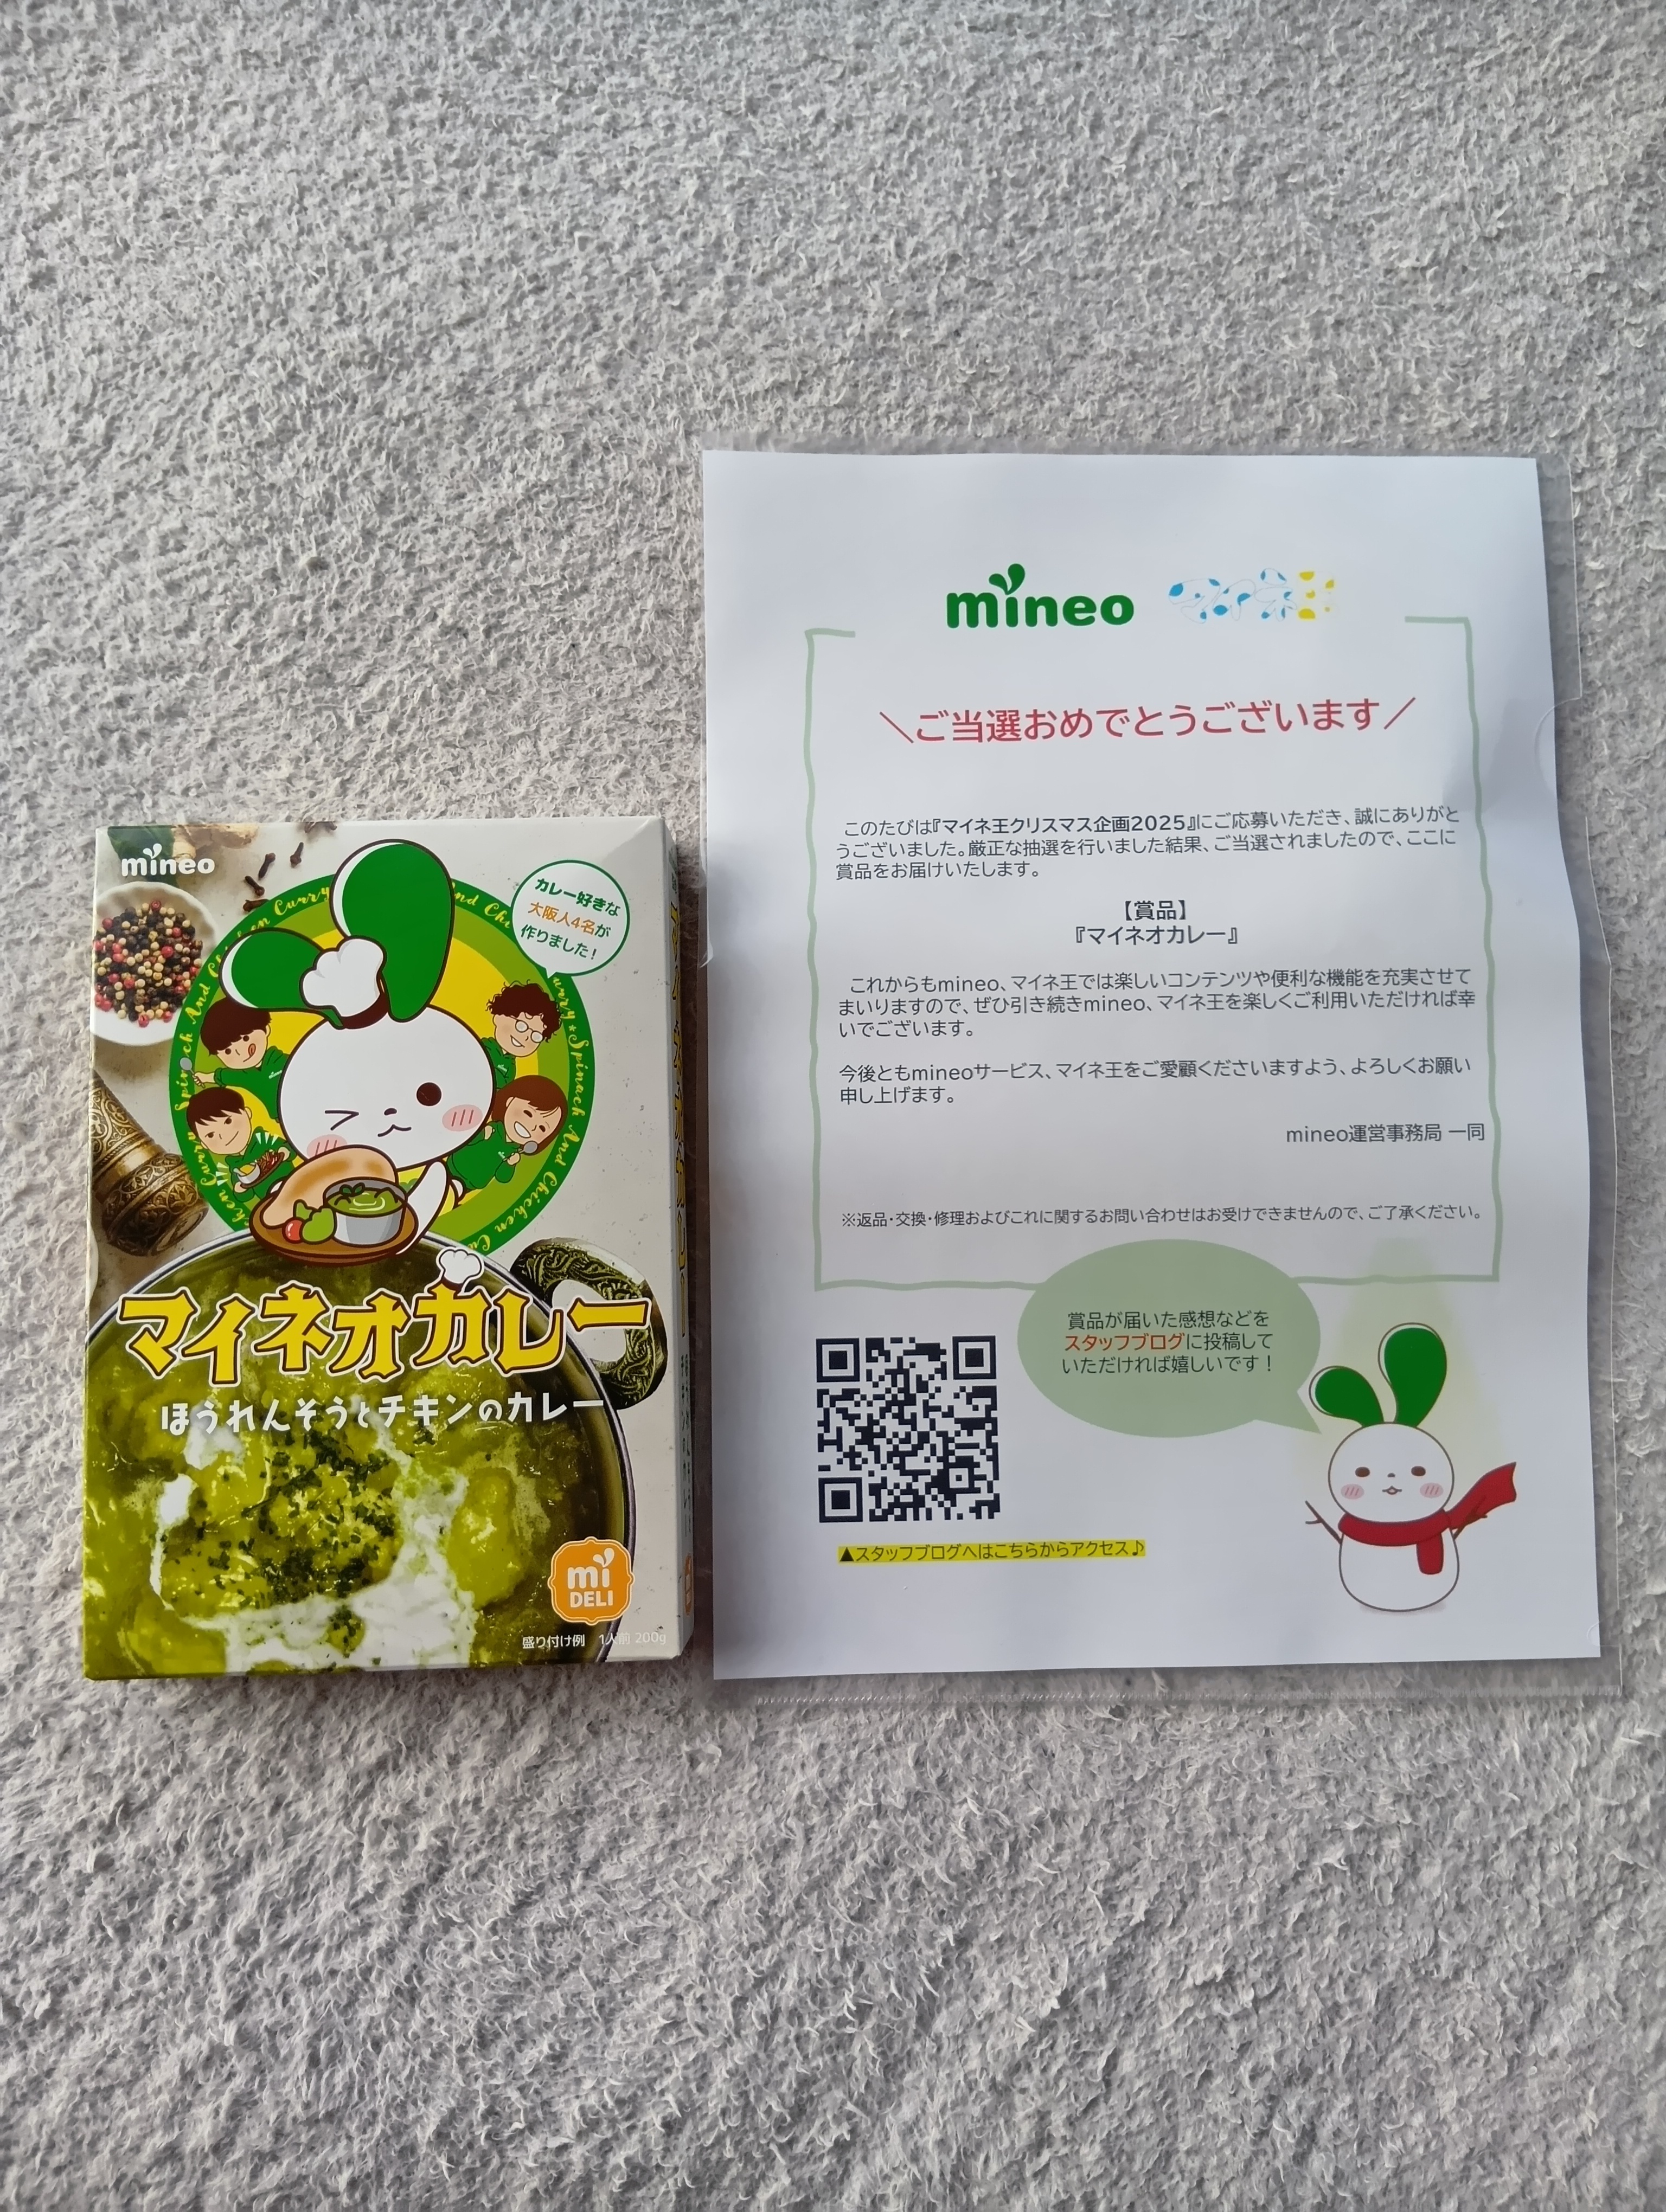 mineo
カレー好きな
大阪人4名が
作りました！
マイネオカレー
ほうれんそうとチキンのカレー
mi
DELI
盛り付け例 1人前 200g
mineo マイネ王
＼ご当選おめでとうございます／
このたびは『マイネ王クリスマス企画2025』にご応募いただき、誠にありがと
うございました。厳正な抽選を行いました結果、ご当選されましたので、ここに
賞品をお届けいたします。
【賞品】
『マイネオカレー』
これからもmineo、マイネ王では楽しいコンテンツや便利な機能を充実させて
まいりますので、ぜひ引き続きmineo、マイネ王を楽しくご利用いただければ幸
いでございます。
今後ともmineoサービス、マイネ王をご愛顧くださいますよう、よろしくお願い
申し上げます。
mineo運営事務局 一同
※返品・交換・修理およびこれに関するお問い合わせはお受けできませんので、ご了承ください。
賞品が届いた感想などを
スタッフブログに投稿して
いただければ嬉しいです！
▲スタッフブログへはこちらからアクセス♪